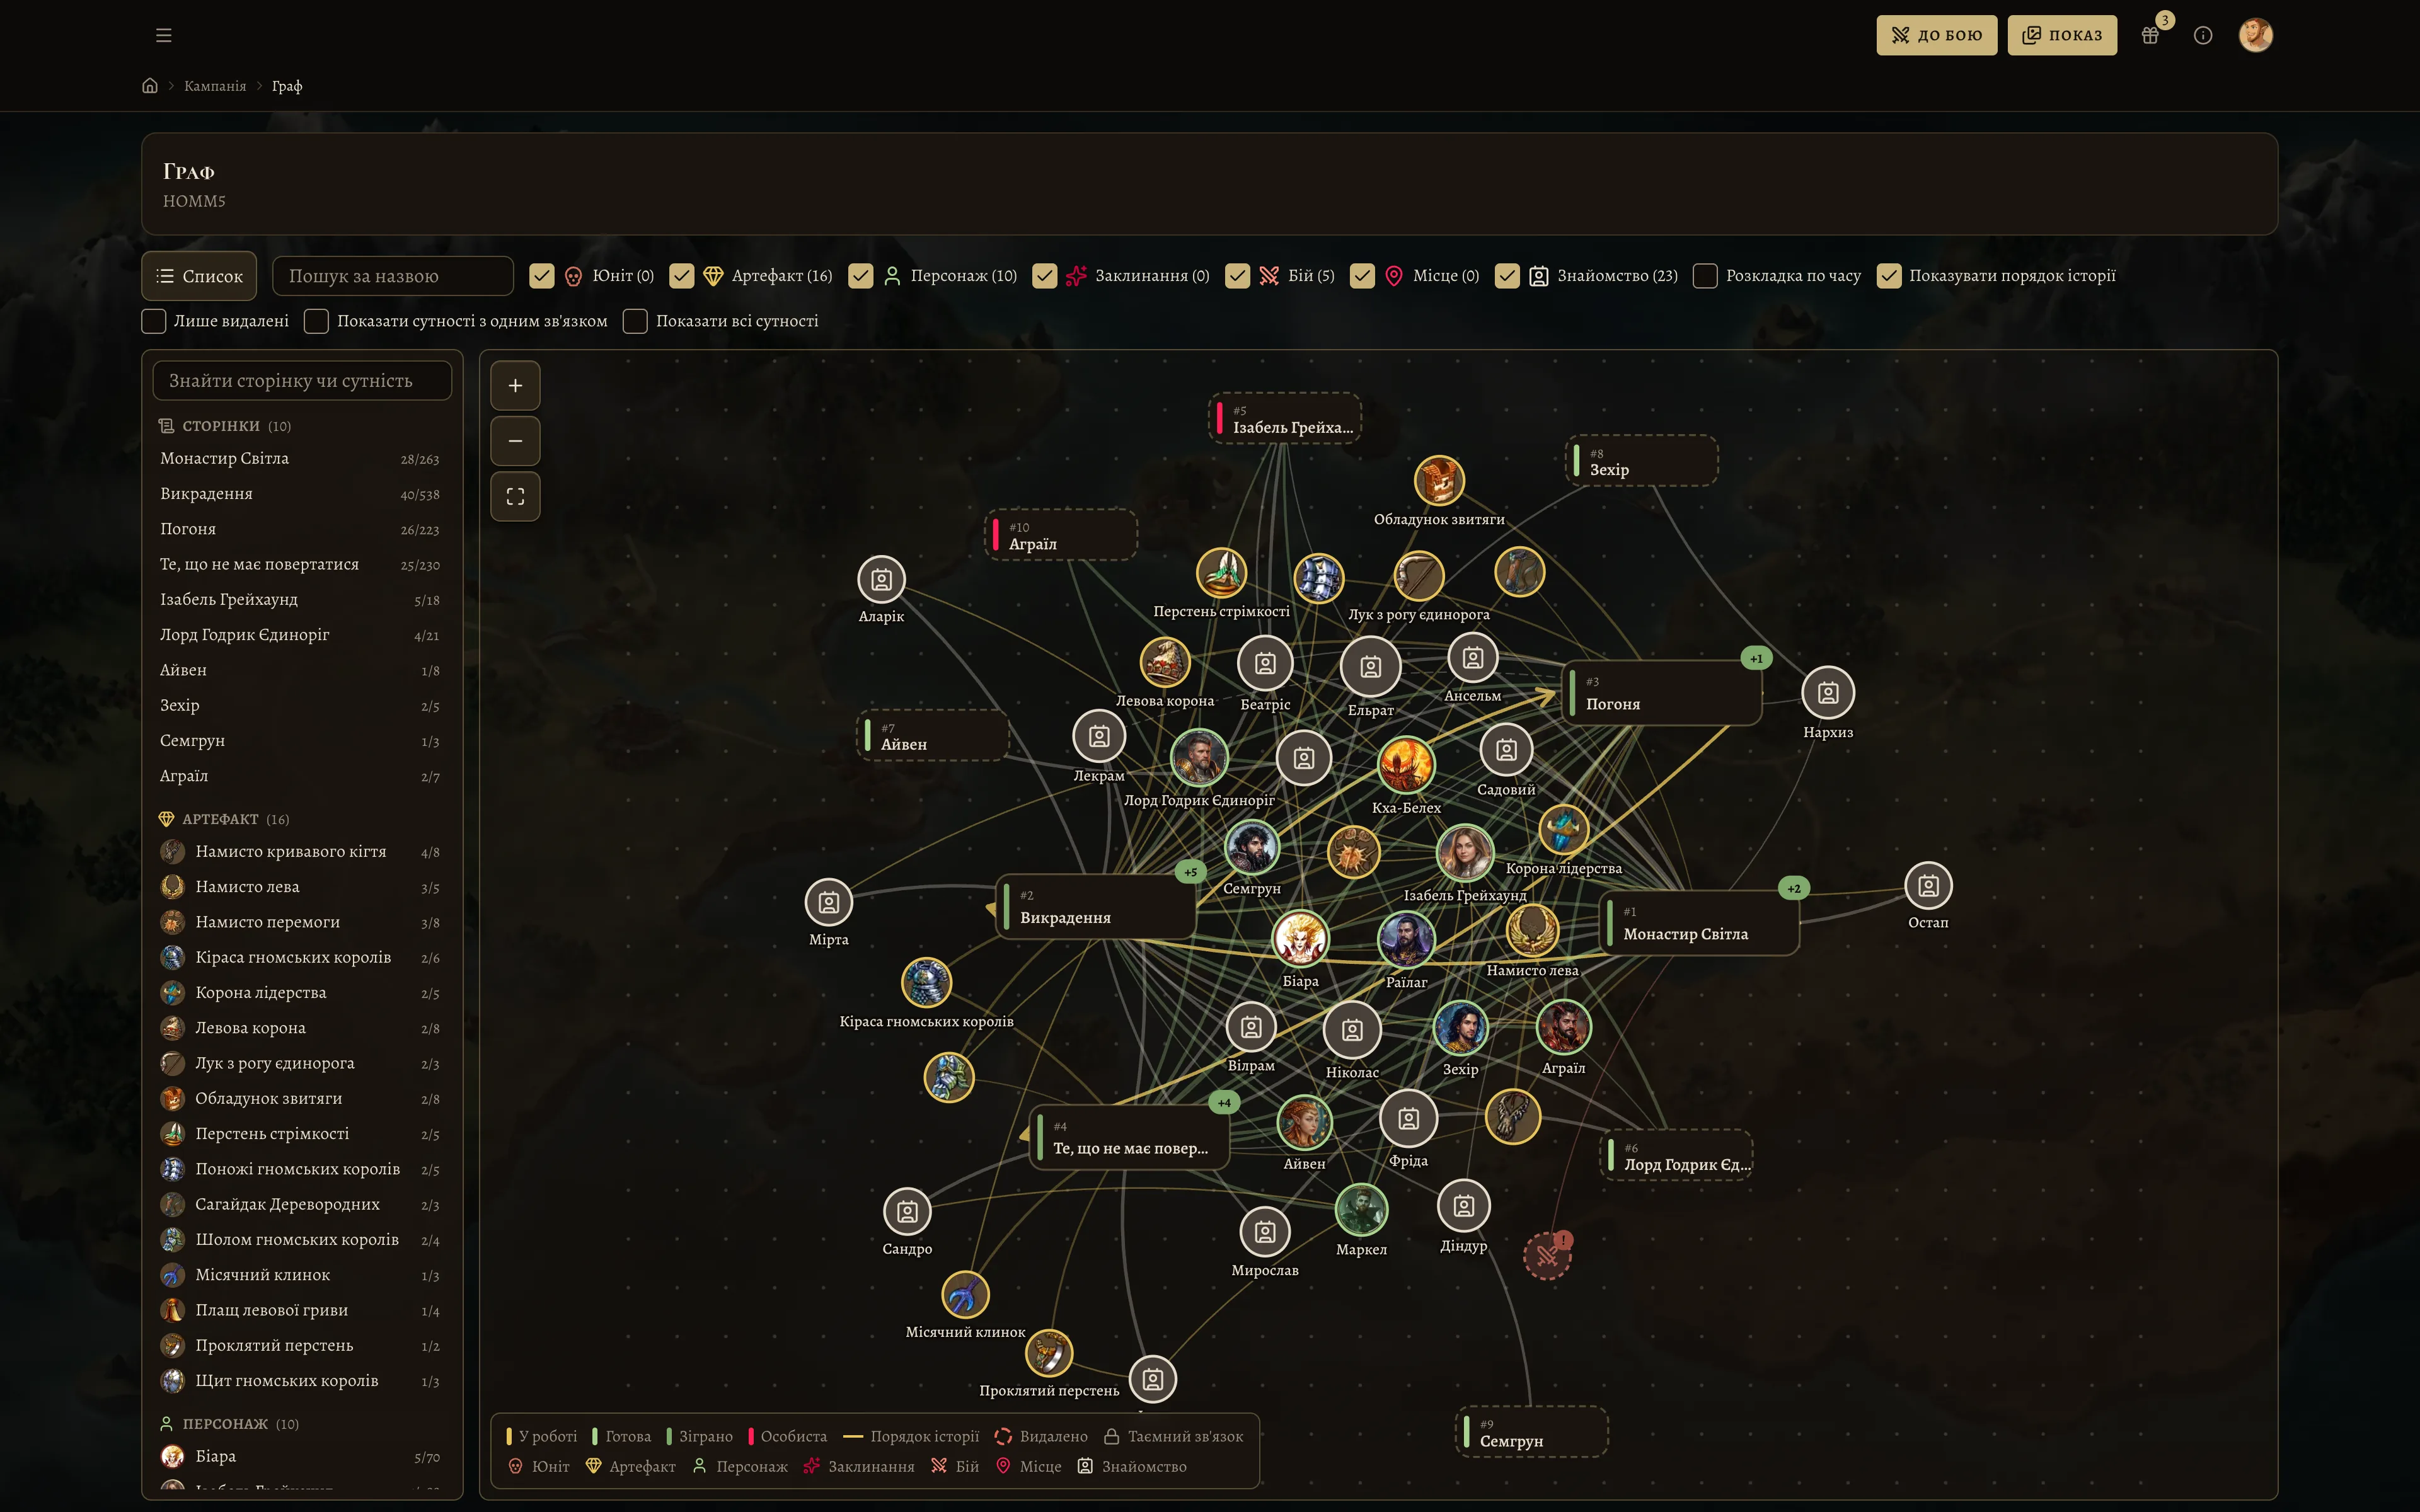 3
ДО БОЮ
ПОКАЗ
Кампанія
Граф
Граф
HOMM5
Список
Пошук за назвою
Юніт (0)
Артефакт (16)
Персонаж (10)
Заклинання (0)
Бій (5)
Місце (0)
Знайомство (23)
Розкладка по часу
Показувати порядок історії
Лише видалені
Показати сутності з одним зв'язком
Показати всі сутності
Знайти сторінку чи сутність
СТОРІНКИ (10)
Монастир Світла 28/263
Викрадення 40/538
Погоня 26/223
Те, що не має повертатися 25/230
Ізабель Грейхаунд 5/18
Лорд Годрик Єдиноріг 4/21
Айвен 1/8
Зехір 2/5
Семгрун 1/3
Аграїл 2/7
АРТЕФАКТ (16)
Намисто кривавого кігтя 4/8
Намисто лева 3/5
Намисто перемоги 3/8
Кіраса гномських королів 2/6
Корона лідерства 2/5
Левова корона 2/8
Лук з рогу єдинорога 2/3
Обладунок звитяги 2/8
Перстень стрімкості 2/5
Поножі гномських королів 2/5
Сагайдак Деревородних 2/3
Шолом гномських королів 2/4
Місячний клинок 1/3
Плащ левової гриви 1/4
Проклятий перстень 1/2
Щит гномських королів 1/3
ПЕРСОНАЖ (10)
Біара 5/70
#5
Ізабель Грейха...
#8
Зехір
Обладунок звитяги
#10
Аграїл
Аларік
Перстень стрімкості
Лук з рогу єдинорога
Левова корона
Беатріс
Ельрат
Ансельм
+1
#3
Погоня
Нархиз
#7
Айвен
Лекрам
Лорд Годрик Єдиноріг
Кха-Белех
Садовий
Корона лідерства
Семгрун
Ізабель Грейхаунд
+5
#2
Викрадення
+2
#1
Монастир Світла
Остап
Мірта
Біара
Раїлаг
Намисто лева
Кіраса гномських королів
Вілрам
Ніколас
Зехір
Аграїл
+4
#4
Те, що не має повер...
Айвен
Фріда
#6
Лорд Годрик Єд...
Сандро
Мирослав
Маркел
Діндур
!
Місячний клинок
Проклятий перстень
#9
Семгрун
У роботі
Готова
Зіграно
Особиста
Порядок історії
Видалено
Таємний зв'язок
Юніт
Артефакт
Персонаж
Заклинання
Бій
Місце
Знайомство